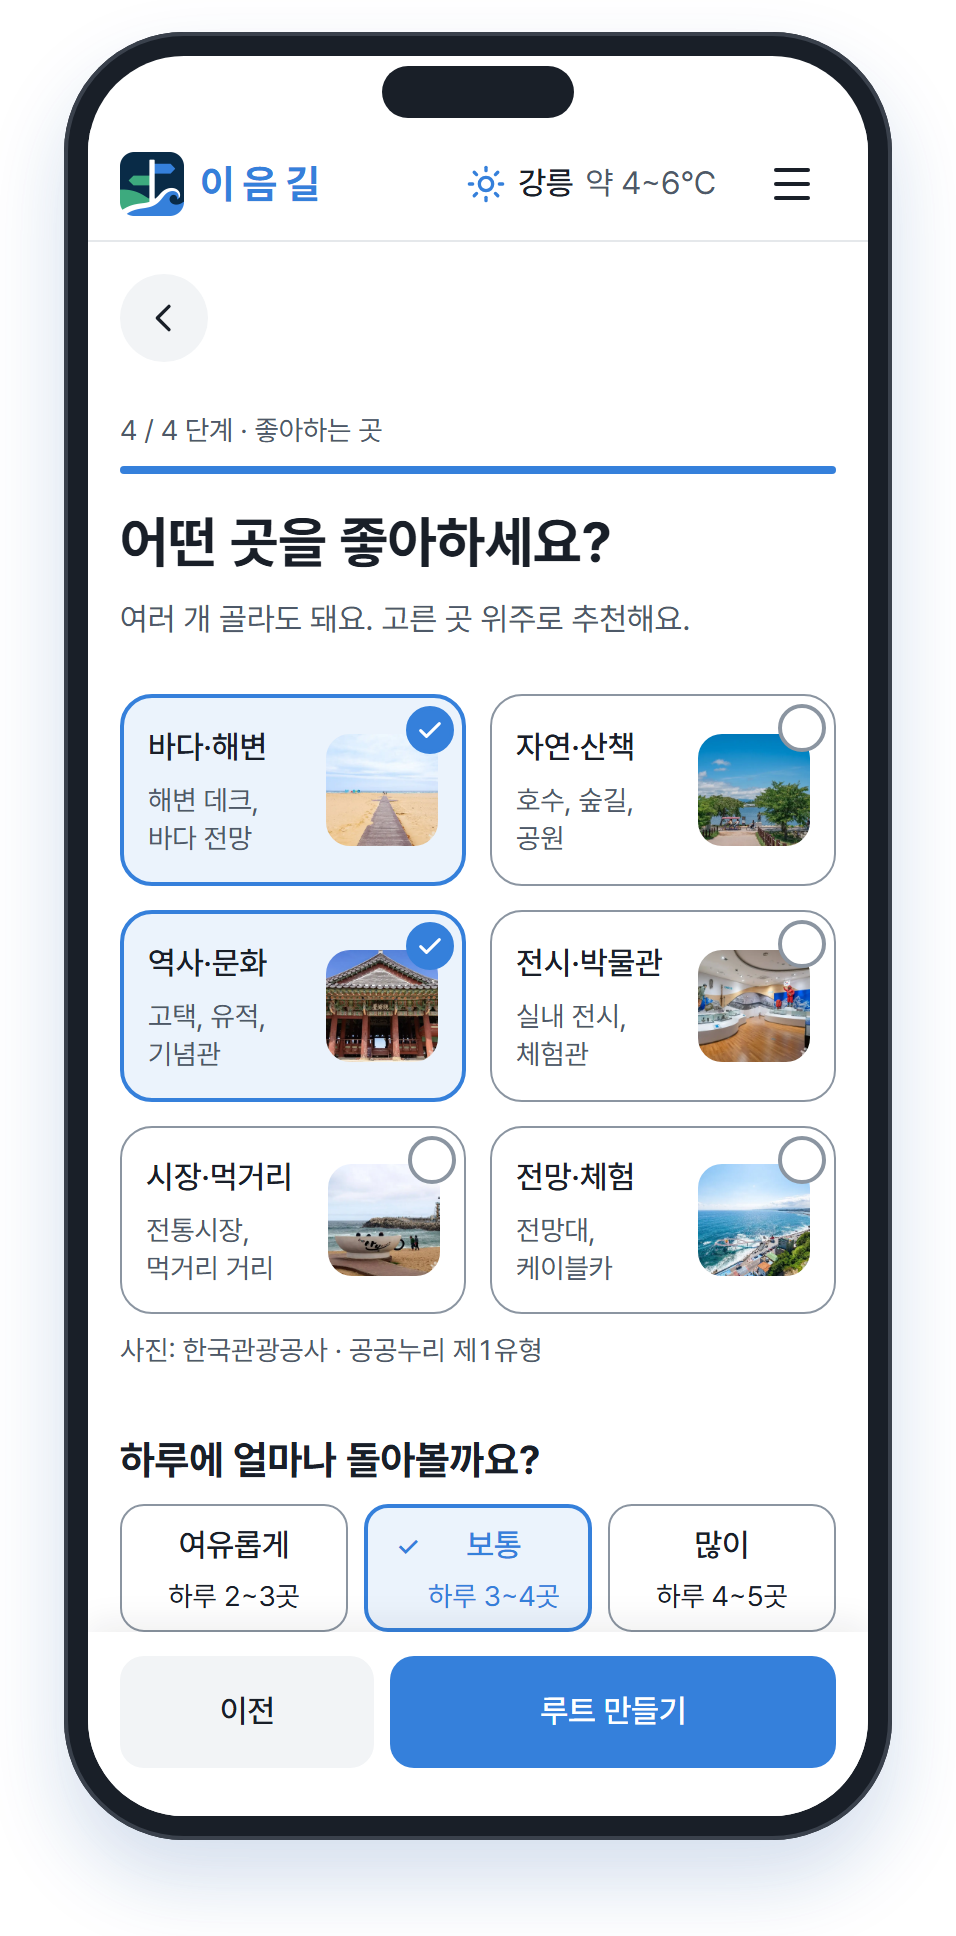 이음길
강릉 약 4~6°C
4 / 4 단계 · 좋아하는 곳
어떤 곳을 좋아하세요?
여러 개 골라도 돼요. 고른 곳 위주로 추천해요.
바다·해변
해변 데크,
바다 전망
자연·산책
호수, 숲길,
공원
역사·문화
고택, 유적,
기념관
전시·박물관
실내 전시,
체험관
시장·먹거리
전통시장,
먹거리 거리
전망·체험
전망대,
케이블카
사진: 한국관광공사 · 공공누리 제1유형
하루에 얼마나 돌아볼까요?
여유롭게
하루 2~3곳
보통
하루 3~4곳
많이
하루 4~5곳
이전
루트 만들기